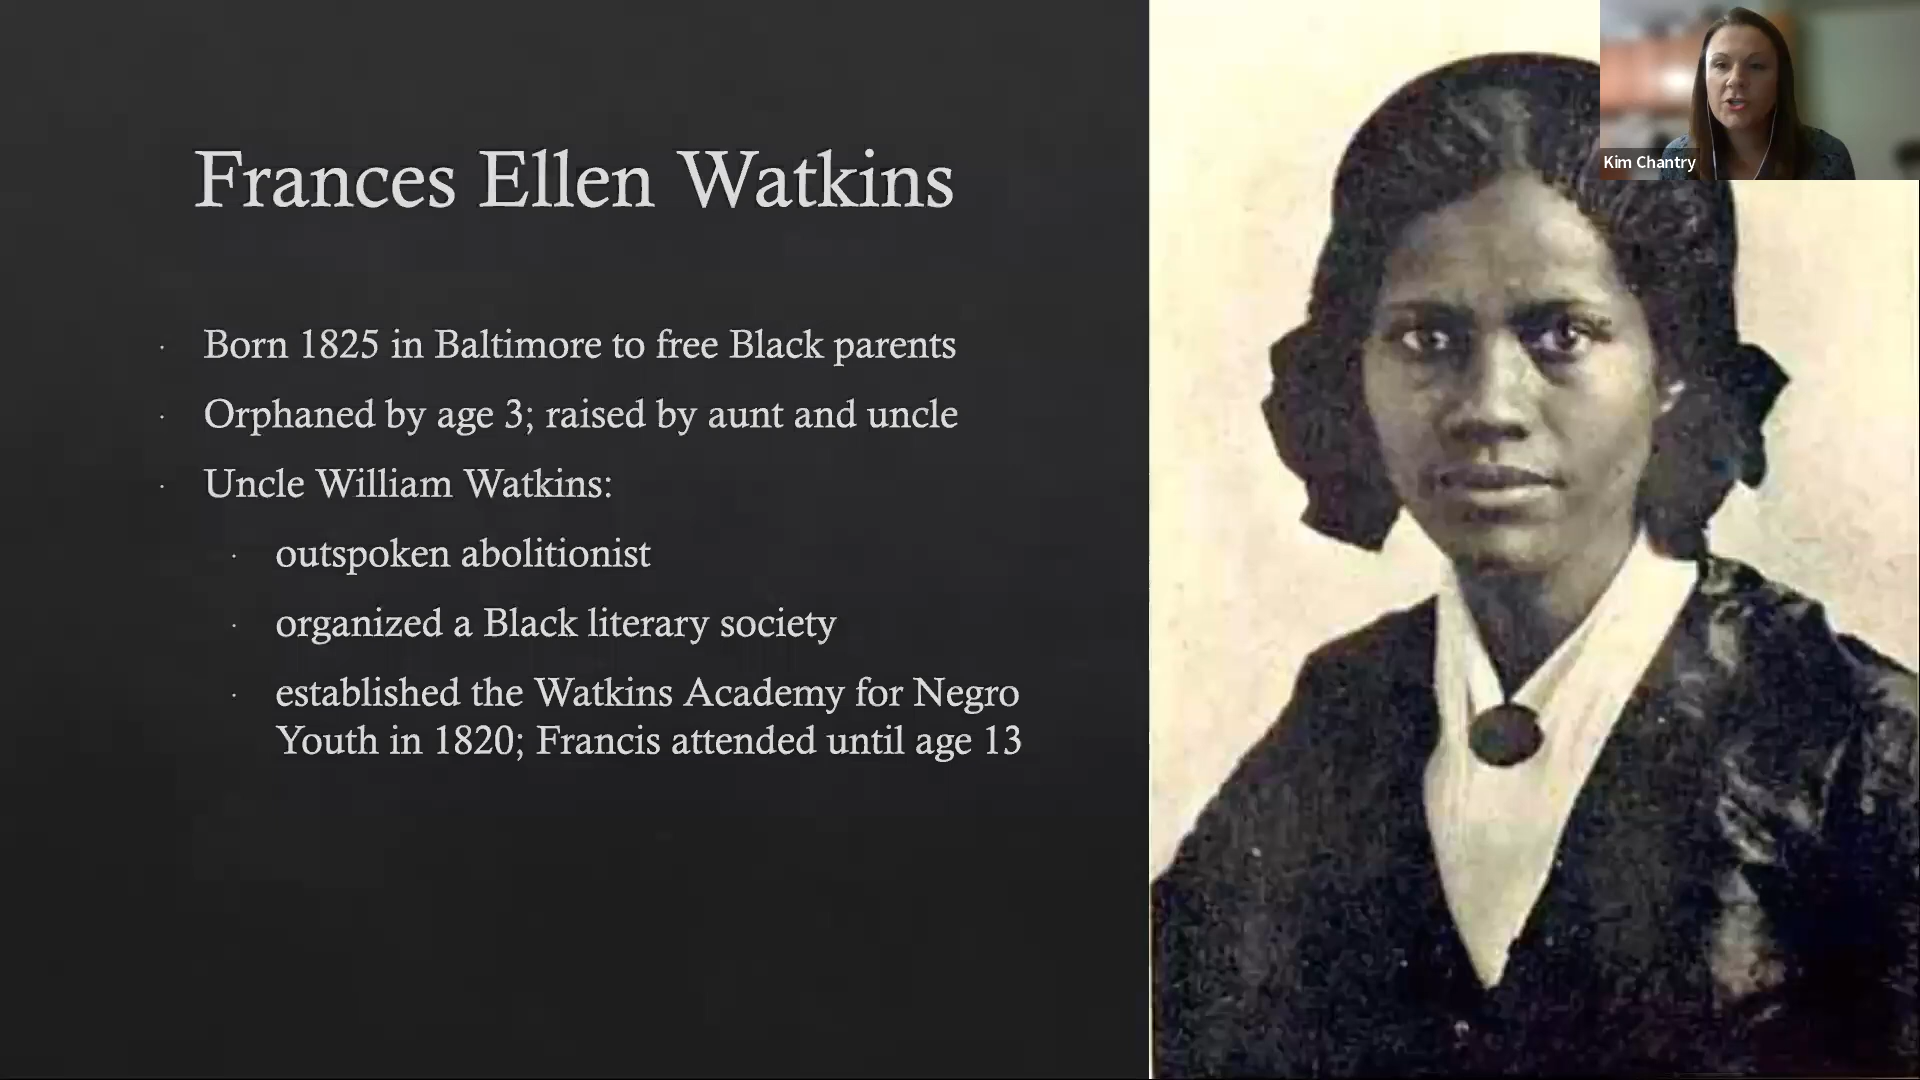 Frances Ellen Watkins
Kim Chantry
· Born 1825 in Baltimore to free Black parents
· Orphaned by age 3; raised by aunt and uncle
· Uncle William Watkins:
· outspoken abolitionist
· organized a Black literary society
· established the Watkins Academy for Negro
Youth in 1820; Francis attended until age 13